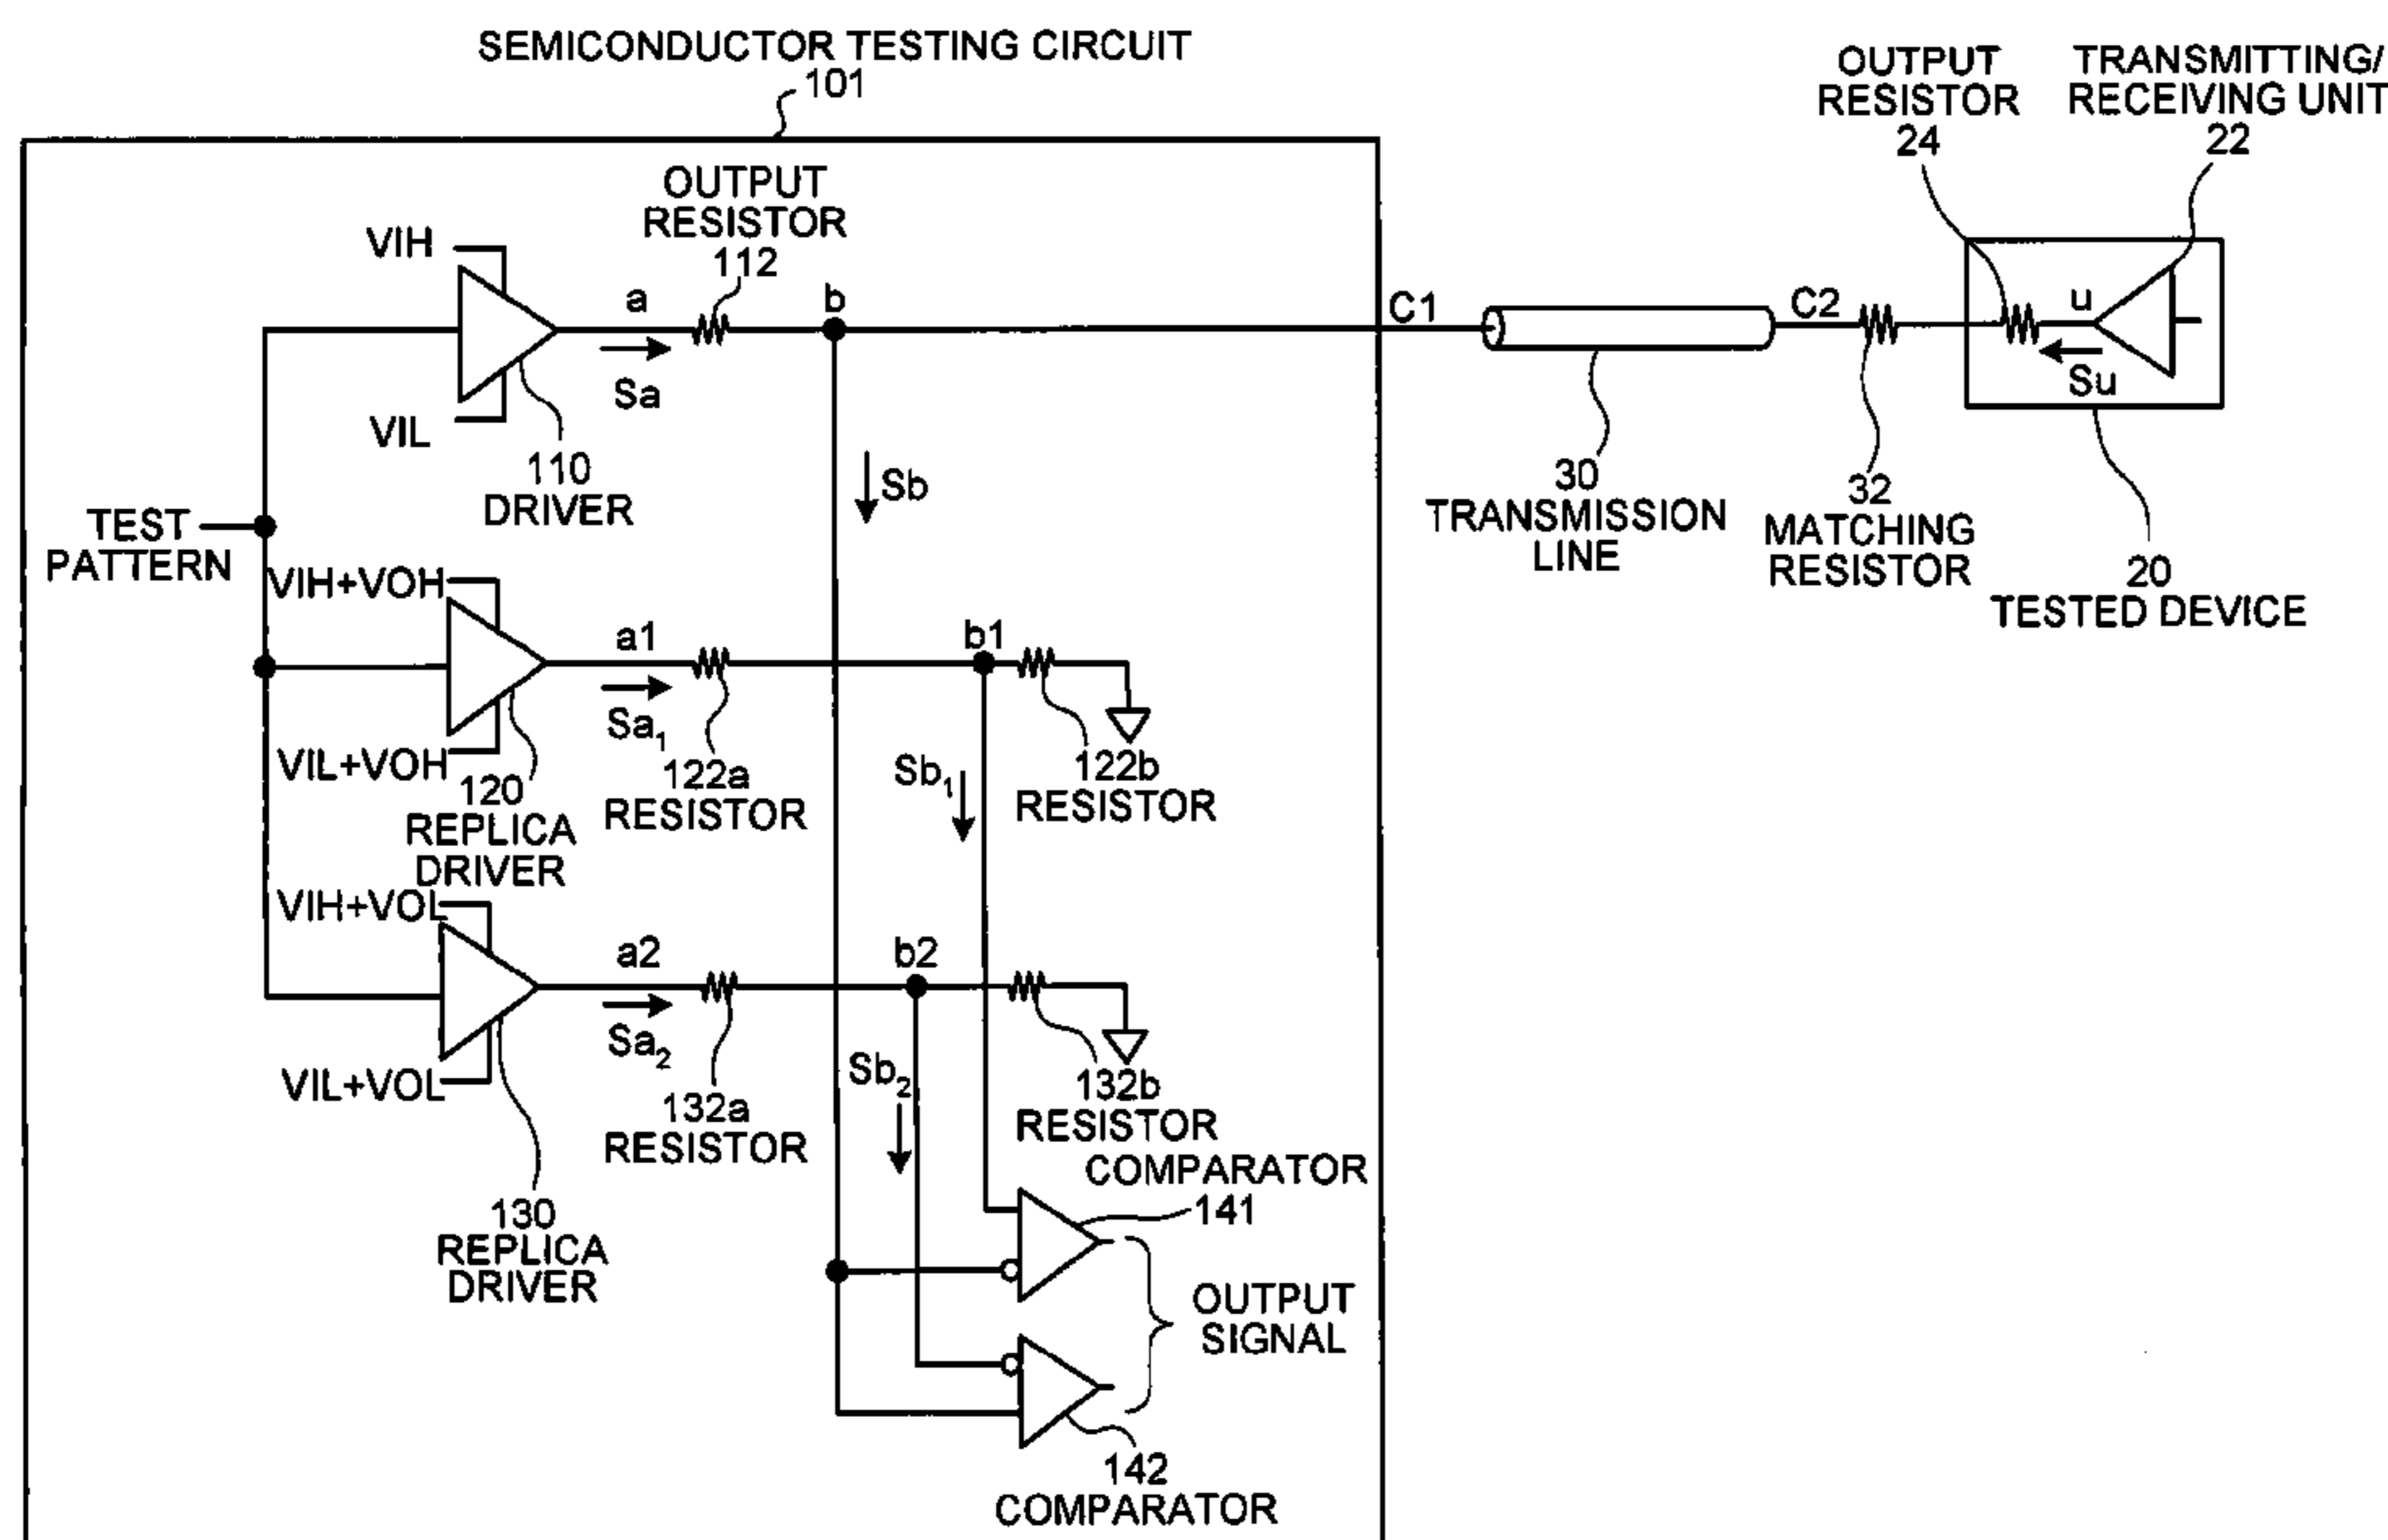 SEMICONDUCTOR TESTING CIRCUIT
101
OUTPUT
RESISTOR
24
TRANSMITTING/
RECEIVING UNIT
22
OUTPUT
RESISTOR
112
VIH
a
b
C1
C2
u
Sa
Su
VIL
110
DRIVER
Sb
30
TRANSMISSION
LINE
32
MATCHING
RESISTOR
20
TESTED DEVICE
TEST
PATTERN
VIH+VOH
a1
b1
Sa1
VIL+VOH
120
REPLICA
DRIVER
122a
RESISTOR
Sb1
122b
RESISTOR
VIH+VOL
a2
b2
Sa2
VIL+VOL
132a
RESISTOR
Sb2
132b
RESISTOR
130
REPLICA
DRIVER
COMPARATOR
141
OUTPUT
SIGNAL
142
COMPARATOR